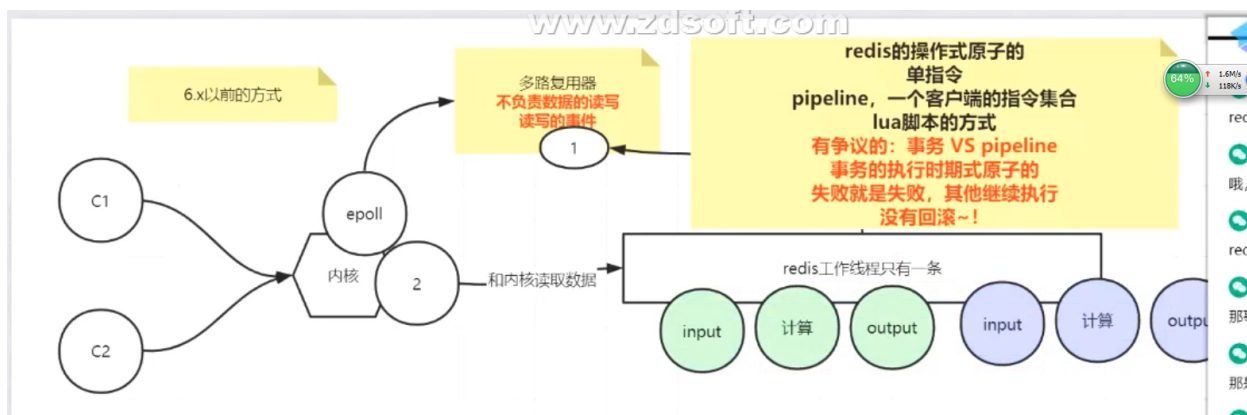 www.zdsoft.com
6.x以前的方式
多路复用器
不负责数据的读写
读写的事件
1
redis的操作式原子的
单指令
pipeline，一个客户端的指令集合
lua脚本的方式
有争议的：事务 VS pipeline
事务的执行时期式原子的
失败就是失败，其他继续执行
没有回滚~！
64%
1.6M/s
118K/s
C1
epoll
内核
2
和内核读取数据
redis工作线程只有一条
C2
input
计算
output
input
计算
outpu
red
哦，
red
那
那是